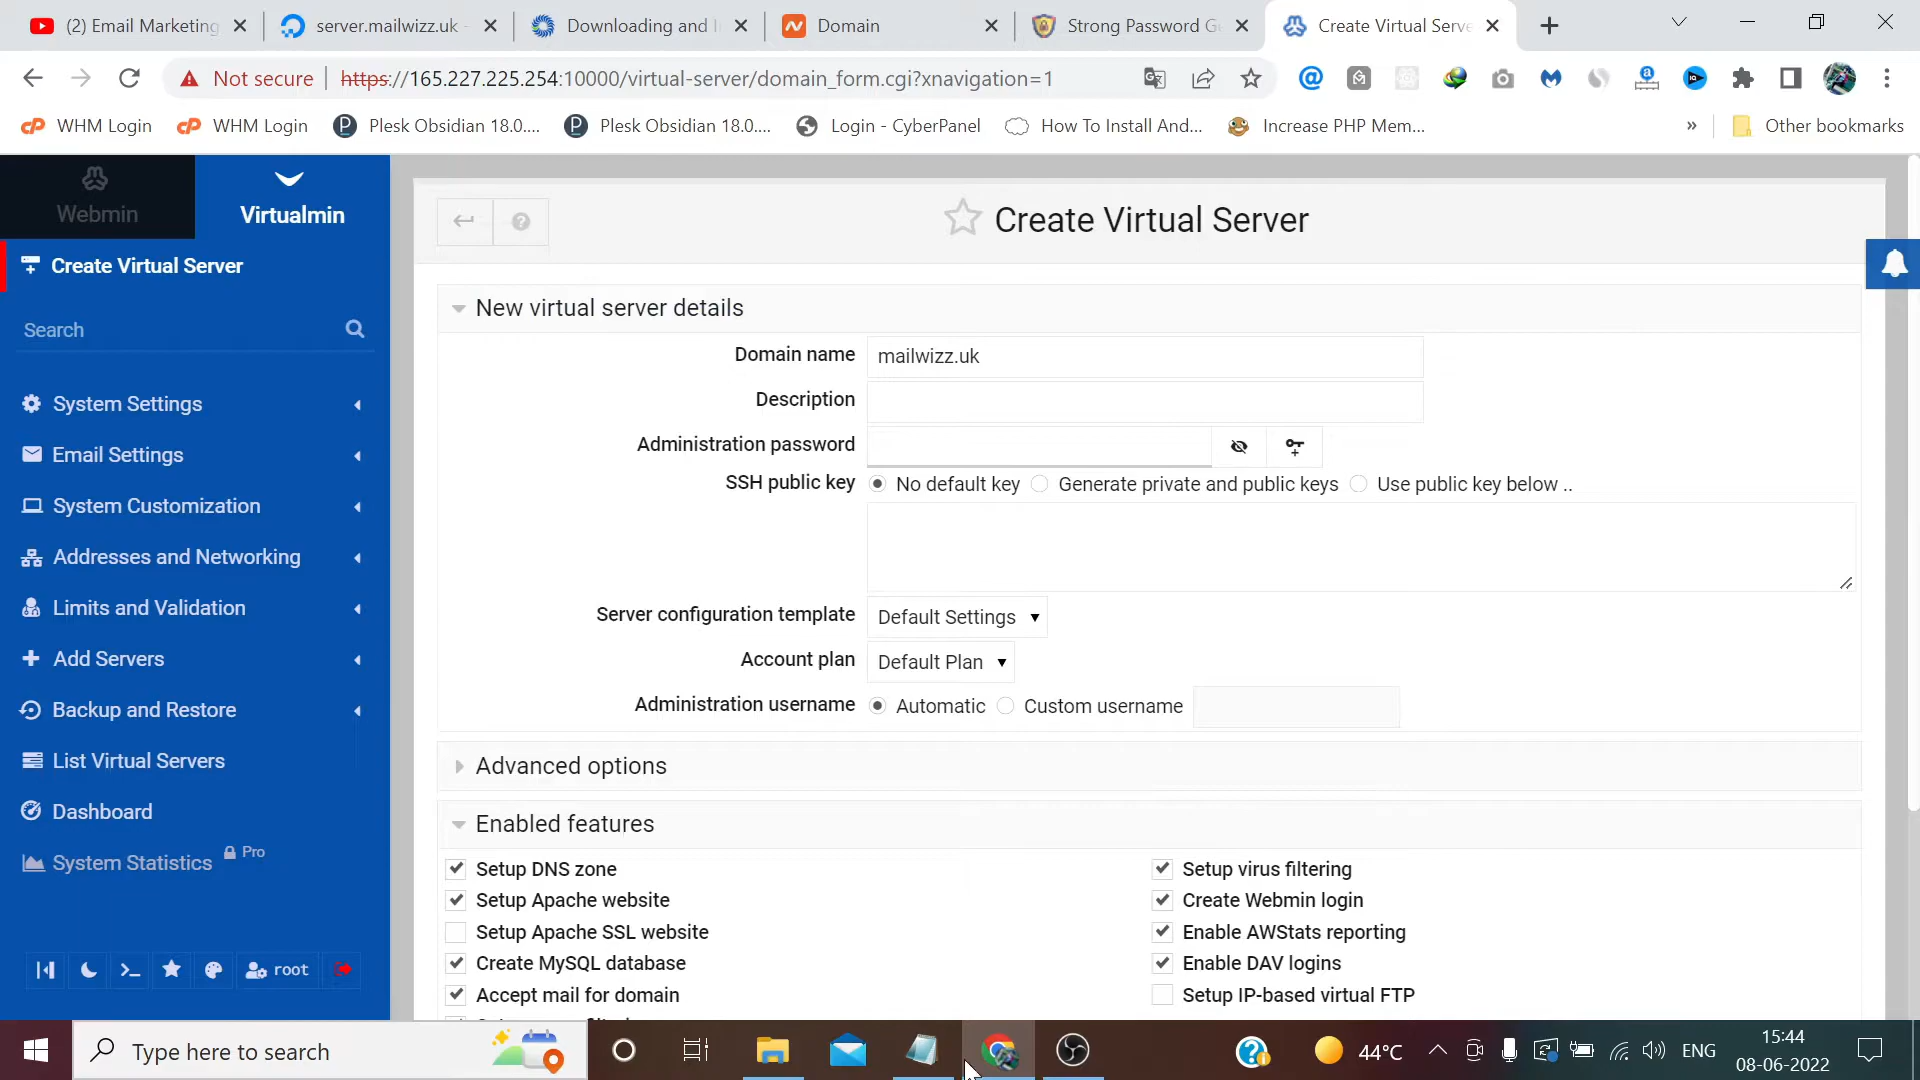 (2) Email Marketing
server.mailwizz.uk -
Downloading and I
Domain
Strong Password G
Create Virtual Serve
Not secure
https://165.227.225.254:10000/virtual-server/domain_form.cgi?xnavigation=1
WHM Login
WHM Login
Plesk Obsidian 18.0....
Plesk Obsidian 18.0....
Login - CyberPanel
How To Install And...
Increase PHP Mem...
»
Other bookmarks
Webmin
Virtualmin
Create Virtual Server
Search
System Settings
Email Settings
System Customization
Addresses and Networking
Limits and Validation
Add Servers
Backup and Restore
List Virtual Servers
Dashboard
System Statistics
Pro
root
Create Virtual Server
New virtual server details
Domain name
mailwizz.uk
Description
Administration password
SSH public key
No default key
Generate private and public keys
Use public key below ..
Server configuration template
Default Settings
Account plan
Default Plan
Administration username
Automatic
Custom username
Advanced options
Enabled features
Setup DNS zone
Setup virus filtering
Setup Apache website
Create Webmin login
Setup Apache SSL website
Enable AWStats reporting
Create MySQL database
Enable DAV logins
Accept mail for domain
Setup IP-based virtual FTP
Type here to search
44°C
ENG
15:44
08-06-2022